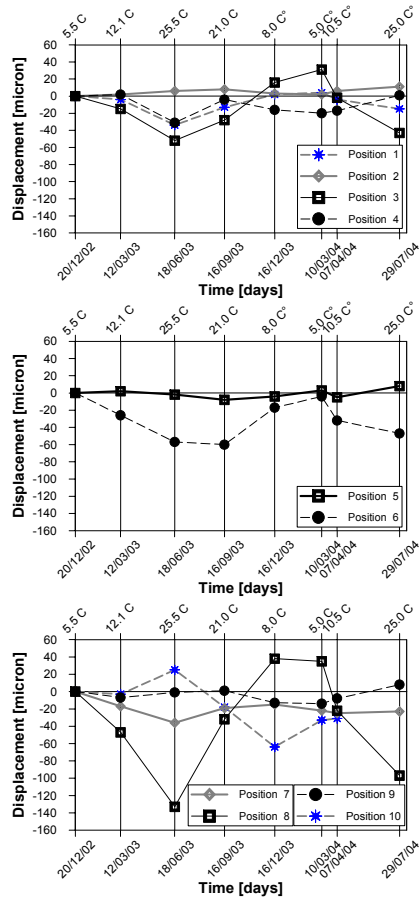 5.5 C 12.1 C 25.5 C 21.0 C 8.0 C° 5.0 C° 10.5 C° 25.0 C°
Displacement [micron]
60
40
20
0
-20
-40
-60
-80
-100
-120
-140
-160
Position 1
Position 2
Position 3
Position 4
20/12/02 12/03/03 18/06/03 16/09/03 16/12/03 10/03/04 07/04/04 29/07/04
Time [days]
5.5 C 12.1 C 25.5 C 21.0 C 8.0 C° 5.0 C° 10.5 C° 25.0 C°
Displacement [micron]
60
40
20
0
-20
-40
-60
-80
-100
-120
-140
-160
Position 5
Position 6
20/12/02 12/03/03 18/06/03 16/09/03 16/12/03 10/03/04 07/04/04 29/07/04
Time [days]
5.5 C 12.1 C 25.5 C 21.0 C 8.0 C 5.0 C 10.5 C 25.0 C
Displacement [micron]
60
40
20
0
-20
-40
-60
-80
-100
-120
-140
-160
Position 7 Position 9
Position 8 Position 10
20/12/02 12/03/03 18/06/03 16/09/03 16/12/03 10/03/04 07/04/04 29/07/04
Time [days]